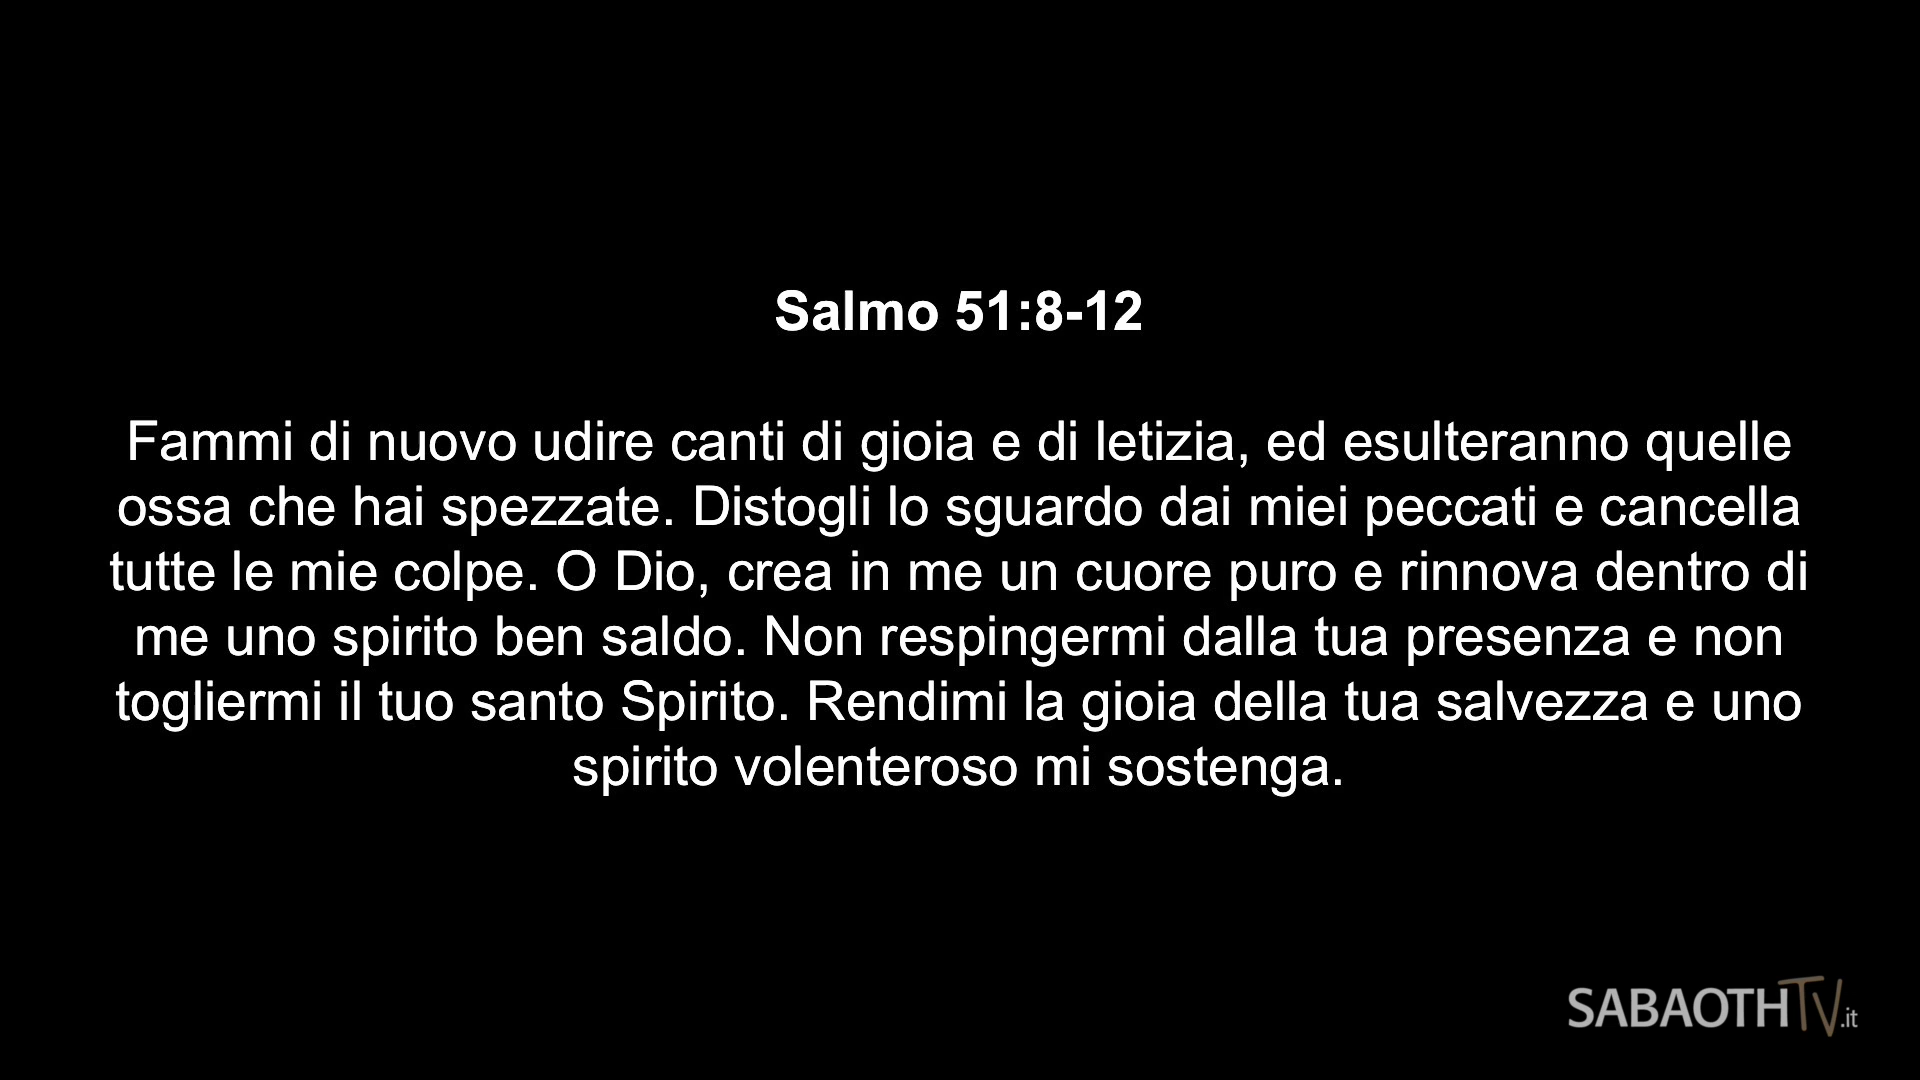 Salmo 51:8-12
Fammi di nuovo udire canti di gioia e di letizia, ed esulteranno quelle
ossa che hai spezzate. Distogli lo sguardo dai miei peccati e cancella
tutte le mie colpe. O Dio, crea in me un cuore puro e rinnova dentro di
me uno spirito ben saldo. Non respingermi dalla tua presenza e non
togliermi il tuo santo Spirito. Rendimi la gioia della tua salvezza e uno
spirito volenteroso mi sostenga.
SABAOTHTV.it